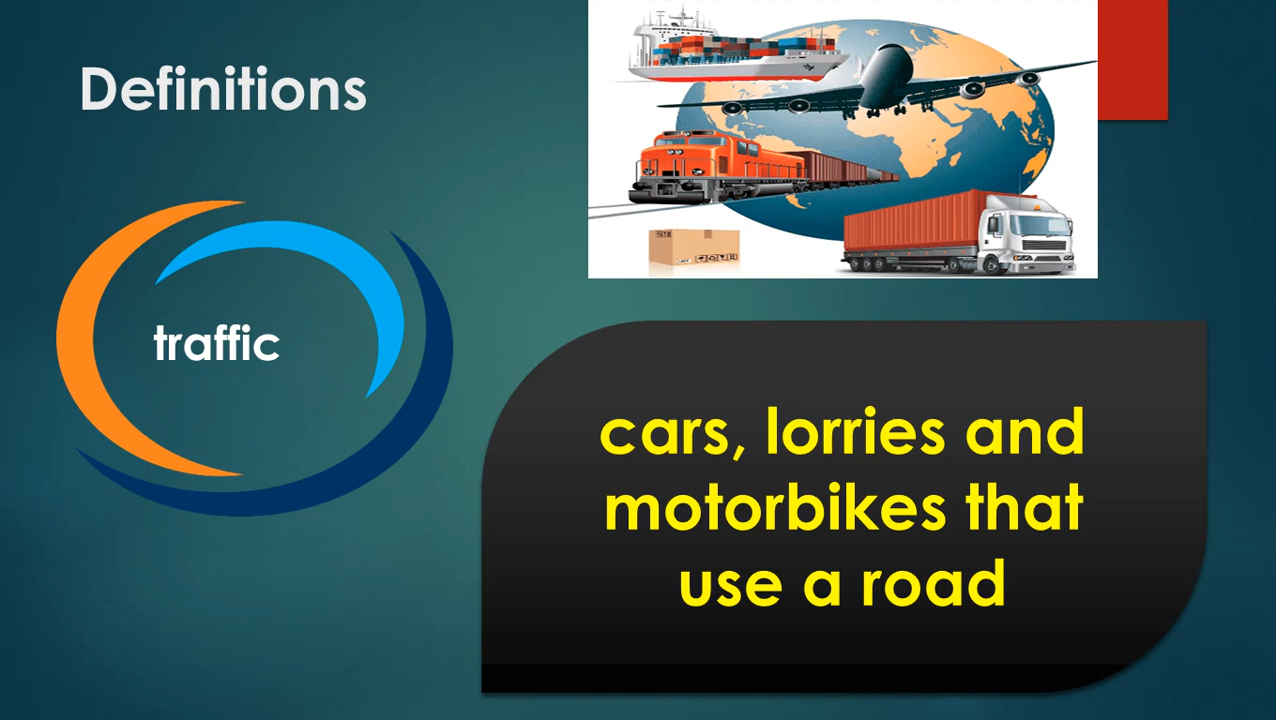 Definitions
traffic
cars, lorries and
motorbikes that
use a road